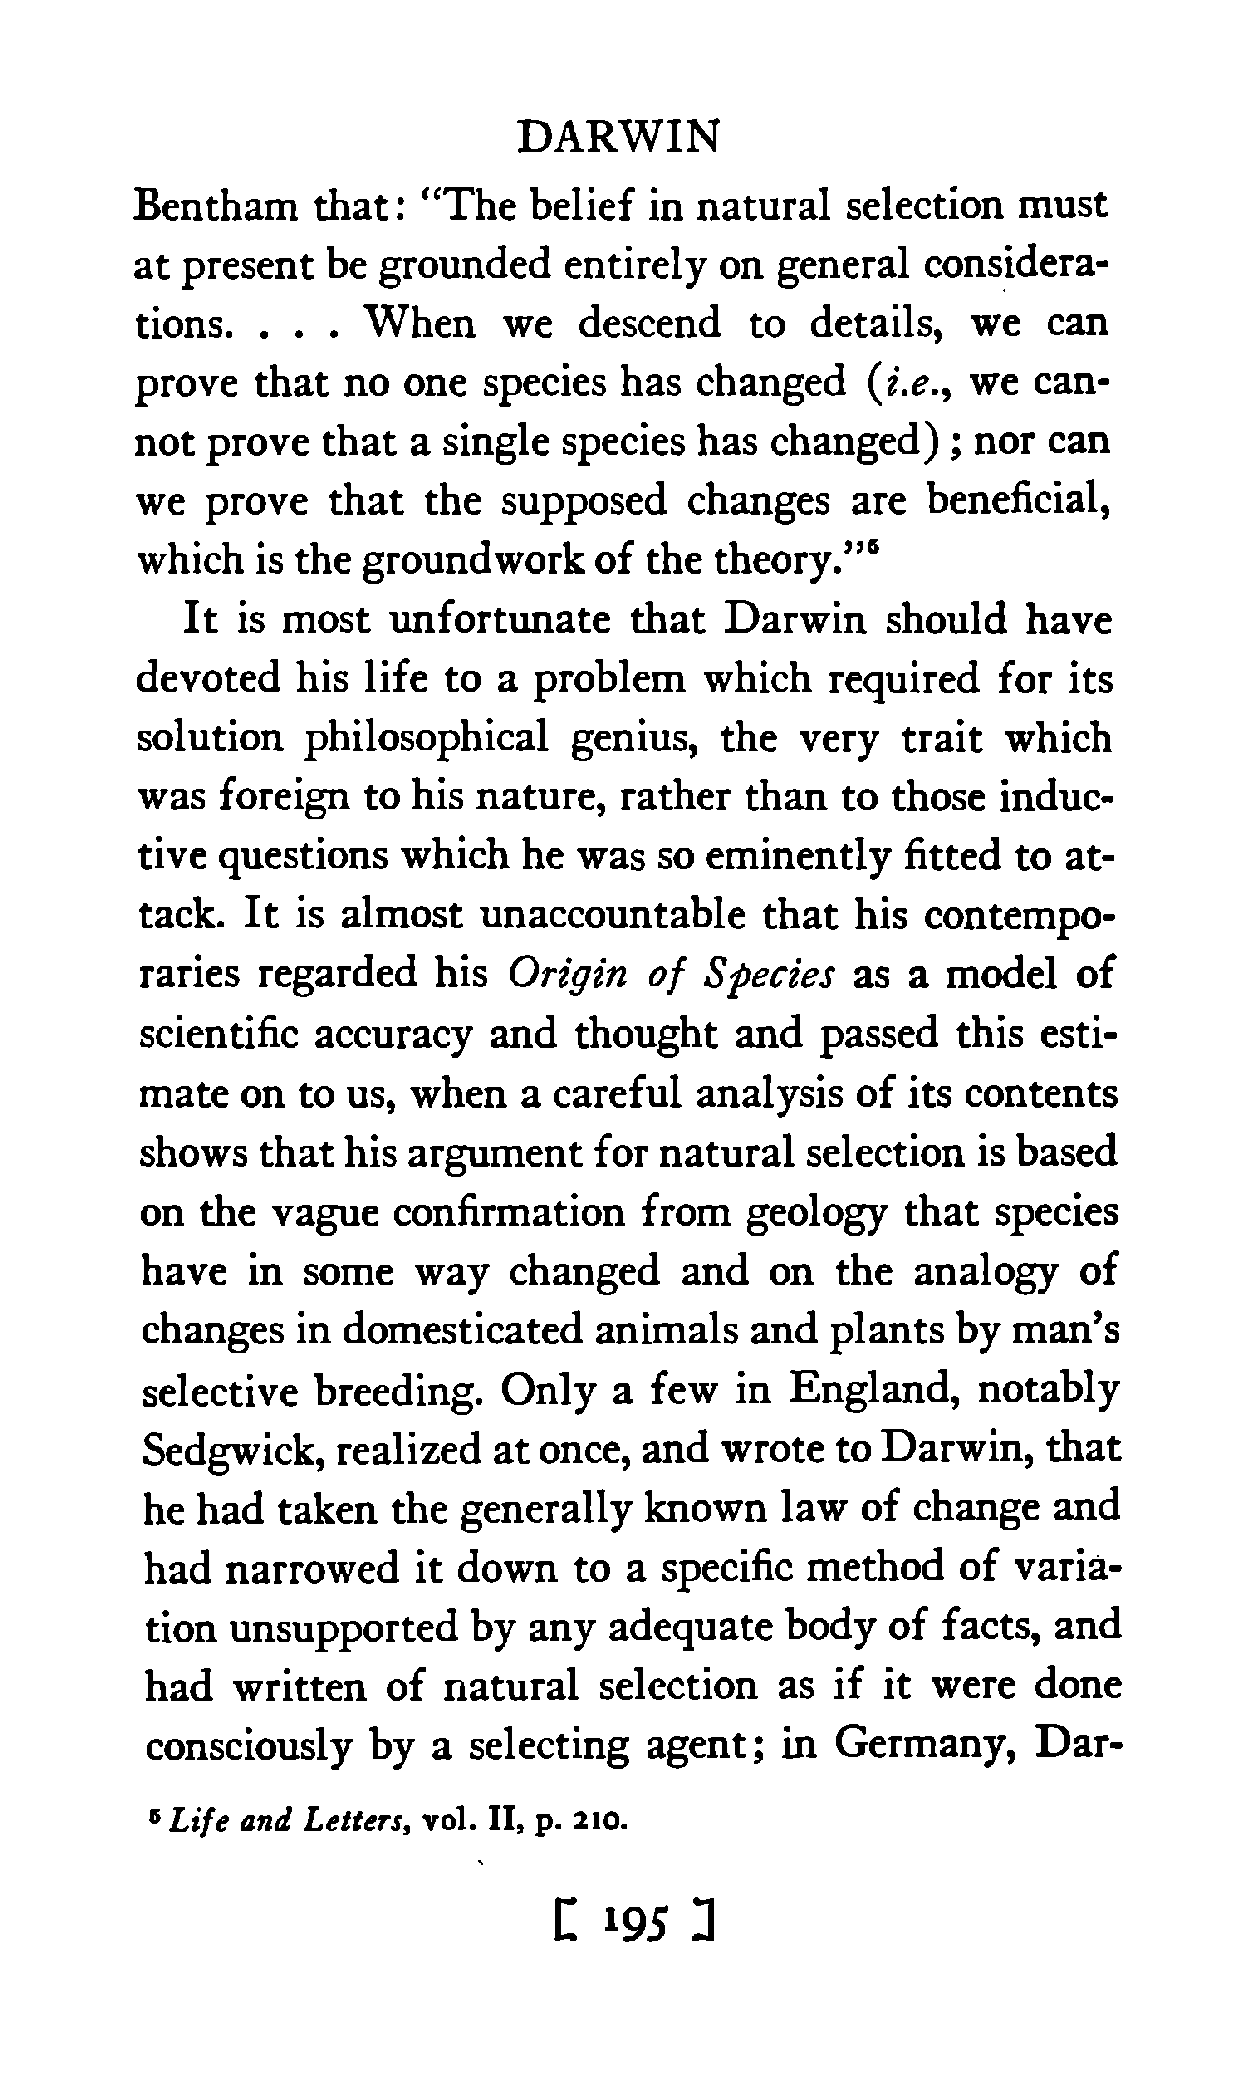 DARWIN
Bentham that: “The belief in natural selection must
at present be grounded entirely on general considera-
tions. . . . When we descend to details, we can
prove that no one species has changed (i.e., we can-
not prove that a single species has changed) ; nor can
we prove that the supposed changes are beneficial,
which is the groundwork of the theory.”⁵
It is most unfortunate that Darwin should have
devoted his life to a problem which required for its
solution philosophical genius, the very trait which
was foreign to his nature, rather than to those induc-
tive questions which he was so eminently fitted to at-
tack. It is almost unaccountable that his contempo-
raries regarded his Origin of Species as a model of
scientific accuracy and thought and passed this esti-
mate on to us, when a careful analysis of its contents
shows that his argument for natural selection is based
on the vague confirmation from geology that species
have in some way changed and on the analogy of
changes in domesticated animals and plants by man’s
selective breeding. Only a few in England, notably
Sedgwick, realized at once, and wrote to Darwin, that
he had taken the generally known law of change and
had narrowed it down to a specific method of varia-
tion unsupported by any adequate body of facts, and
had written of natural selection as if it were done
consciously by a selecting agent; in Germany, Dar-
⁵ Life and Letters, vol. II, p. 210.
[ 195 ]